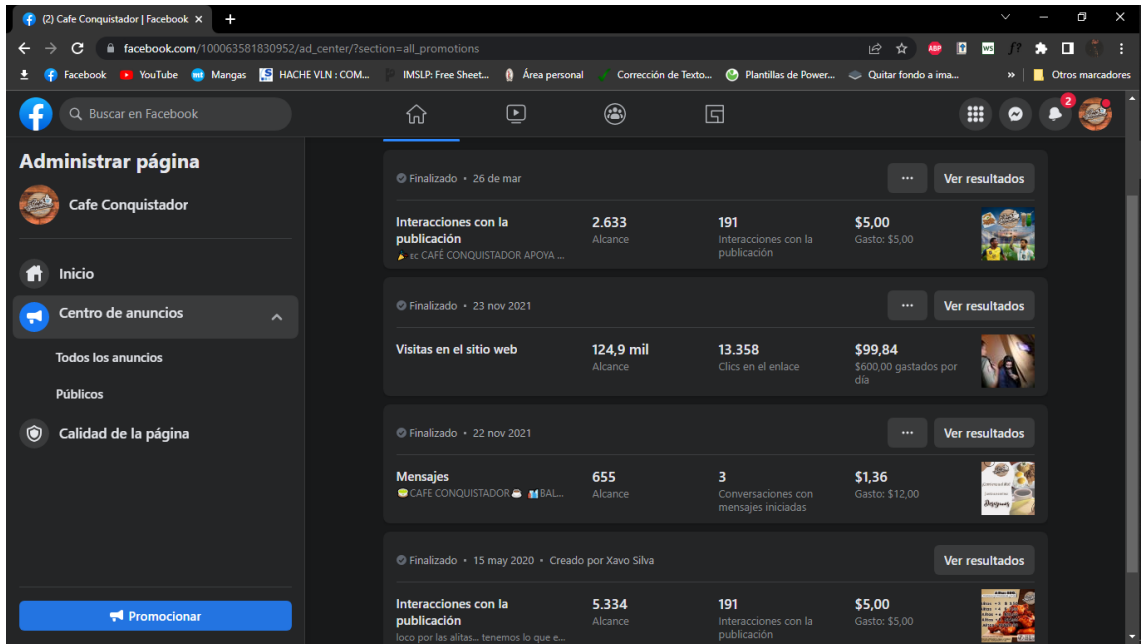 (2) Cafe Conquistador | Facebook
facebook.com/100063581830952/ad_center/?section=all_promotions
ABP
WS
f?
Facebook
YouTube
Mangas
HACHE VLN : COM...
IMSLP: Free Sheet...
Área personal
Corrección de Texto...
Plantillas de Power...
Quitar fondo a ima...
»
Otros marcadores
Buscar en Facebook
2
Administrar página
Cafe Conquistador
Inicio
Centro de anuncios
Todos los anuncios
Públicos
Calidad de la página
Promocionar
Finalizado • 26 de mar
... Ver resultados
Interacciones con la publicación
EC CAFÉ CONQUISTADOR APOYA ...
2.633
Alcance
191
Interacciones con la publicación
$5,00
Gasto: $5,00
Finalizado • 23 nov 2021
... Ver resultados
Visitas en el sitio web
124,9 mil
Alcance
13.358
Clics en el enlace
$99,84
$600,00 gastados por día
Finalizado • 22 nov 2021
... Ver resultados
Mensajes
CAFE CONQUISTADOR BAL...
655
Alcance
3
Conversaciones con mensajes iniciadas
$1,36
Gasto: $12,00
Finalizado • 15 may 2020 • Creado por Xavo Silva
Ver resultados
Interacciones con la publicación
loco por las alitas... tenemos lo que e...
5.334
Alcance
191
Interacciones con la publicación
$5,00
Gasto: $5,00